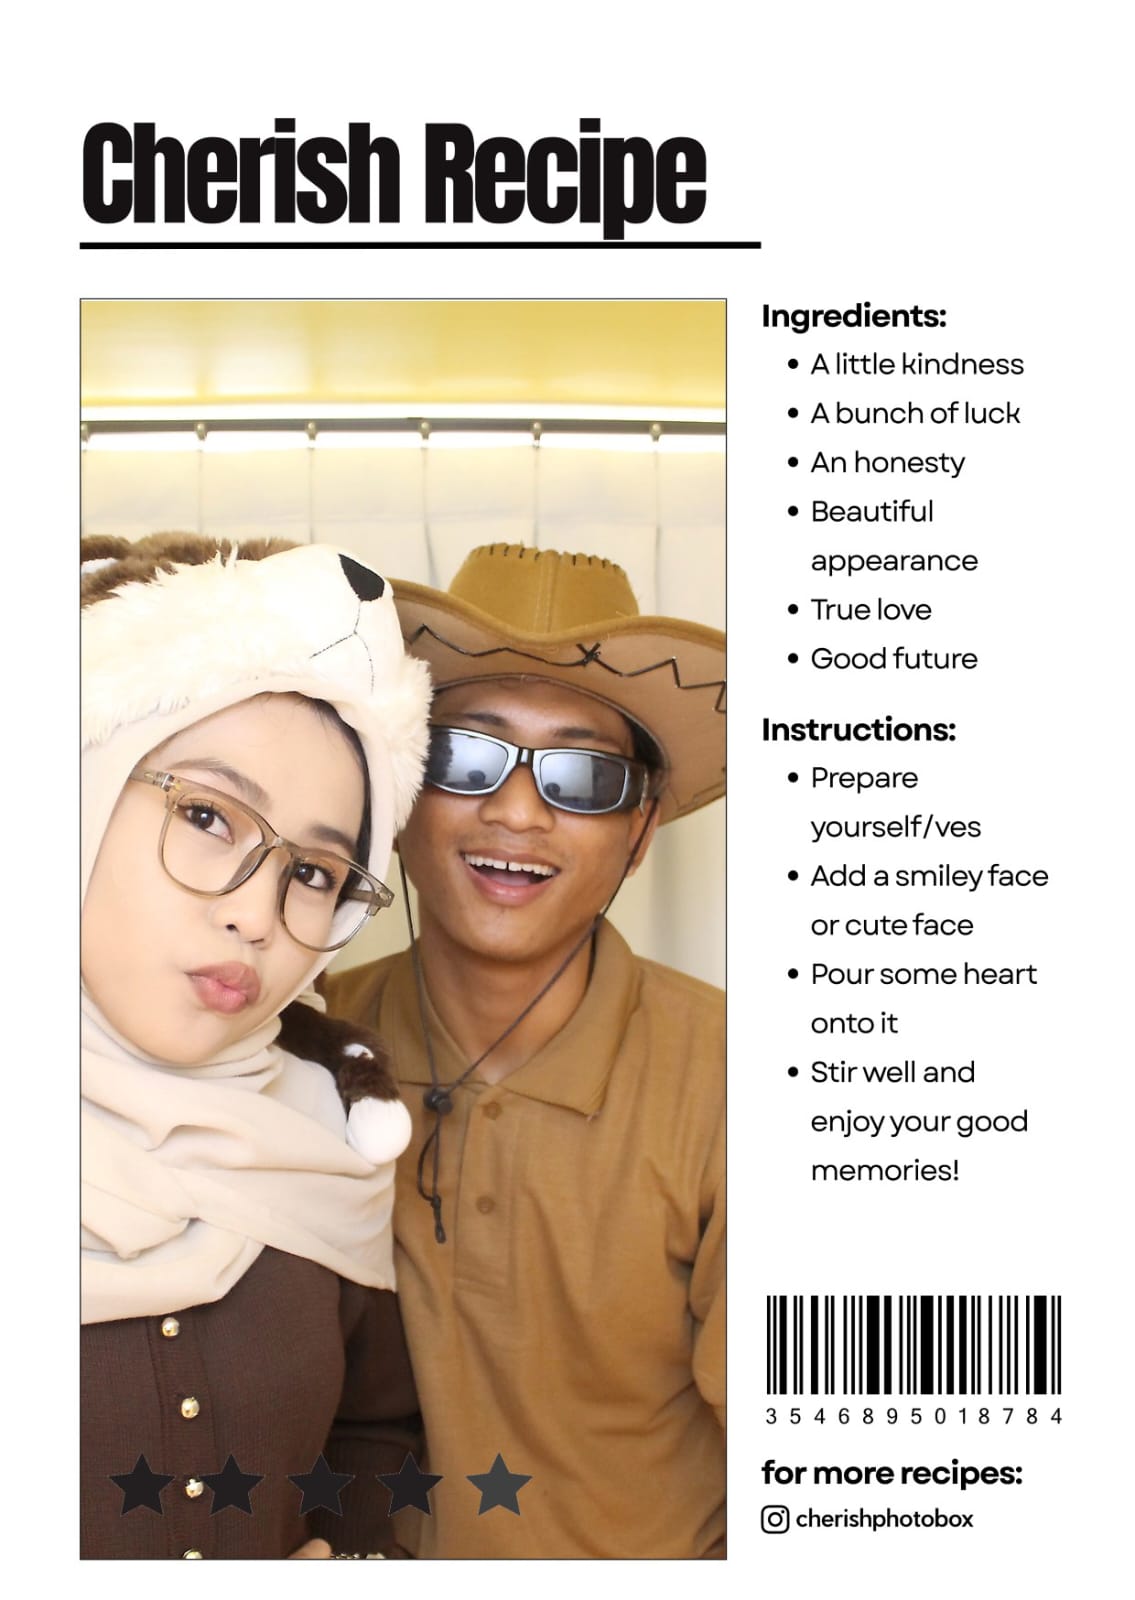 Cherish Recipe
Ingredients:
• A little kindness
• A bunch of luck
• An honesty
• Beautiful
appearance
• True love
• Good future
Instructions:
• Prepare
yourself/ves
• Add a smiley face
or cute face
• Pour some heart
onto it
• Stir well and
enjoy your good
memories!
3 5 4 6 8 9 5 0 1 8 7 8 4
for more recipes:
cherishphotobox